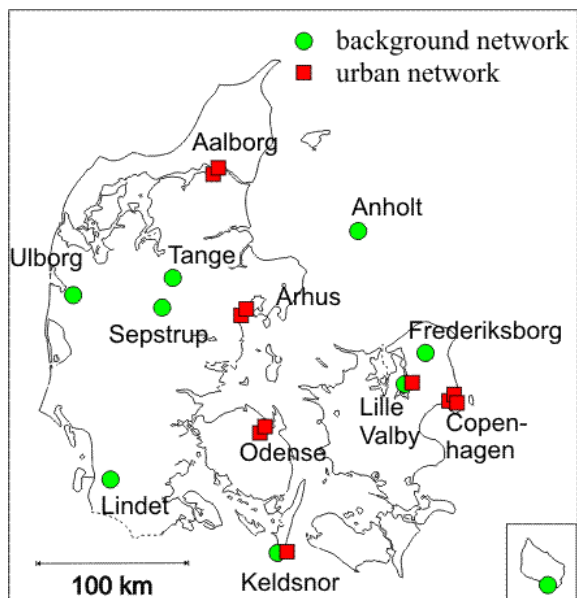 background network
urban network
Aalborg
Anholt
Ulborg
Tange
Århus
Sepstrup
Frederiksborg
Lille
Valby
Copen-
hagen
Odense
Lindet
Keldsnor
100 km